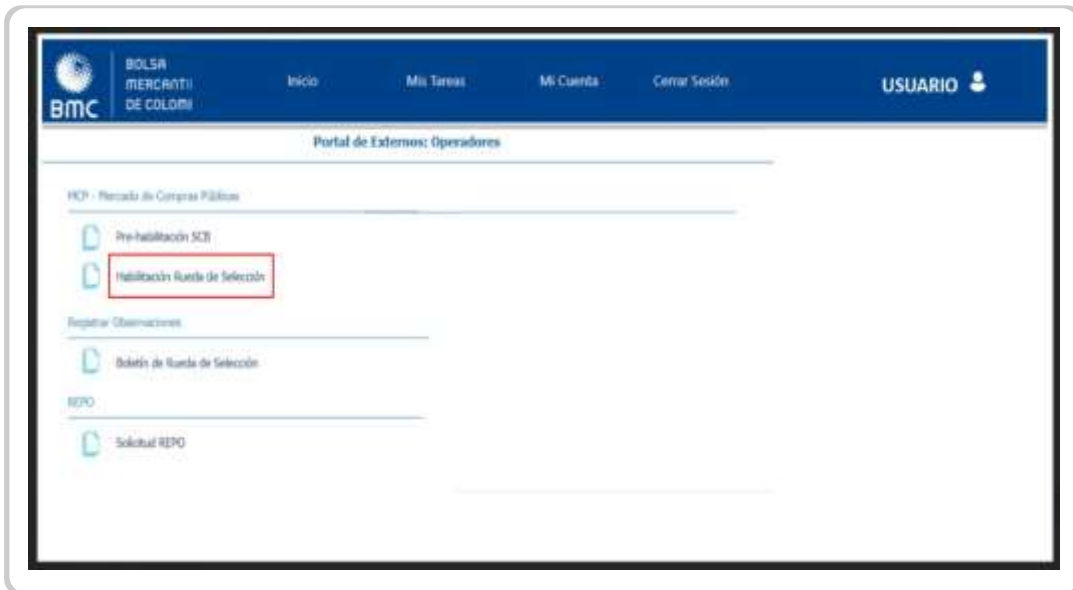 BOLSA
MERCANTIL
DE COLOMB
BMC
Inicio
Mis Tareas
Mi Cuenta
Cerrar Sesión
USUARIO
Portal de Externos: Operadores
MCP - Mercado de Compras Públicas
Pre-habilitación SCB
Habilitación Rueda de Selección
Registrar Observaciones
Boletín de Rueda de Selección
REPO
Solicitud REPO